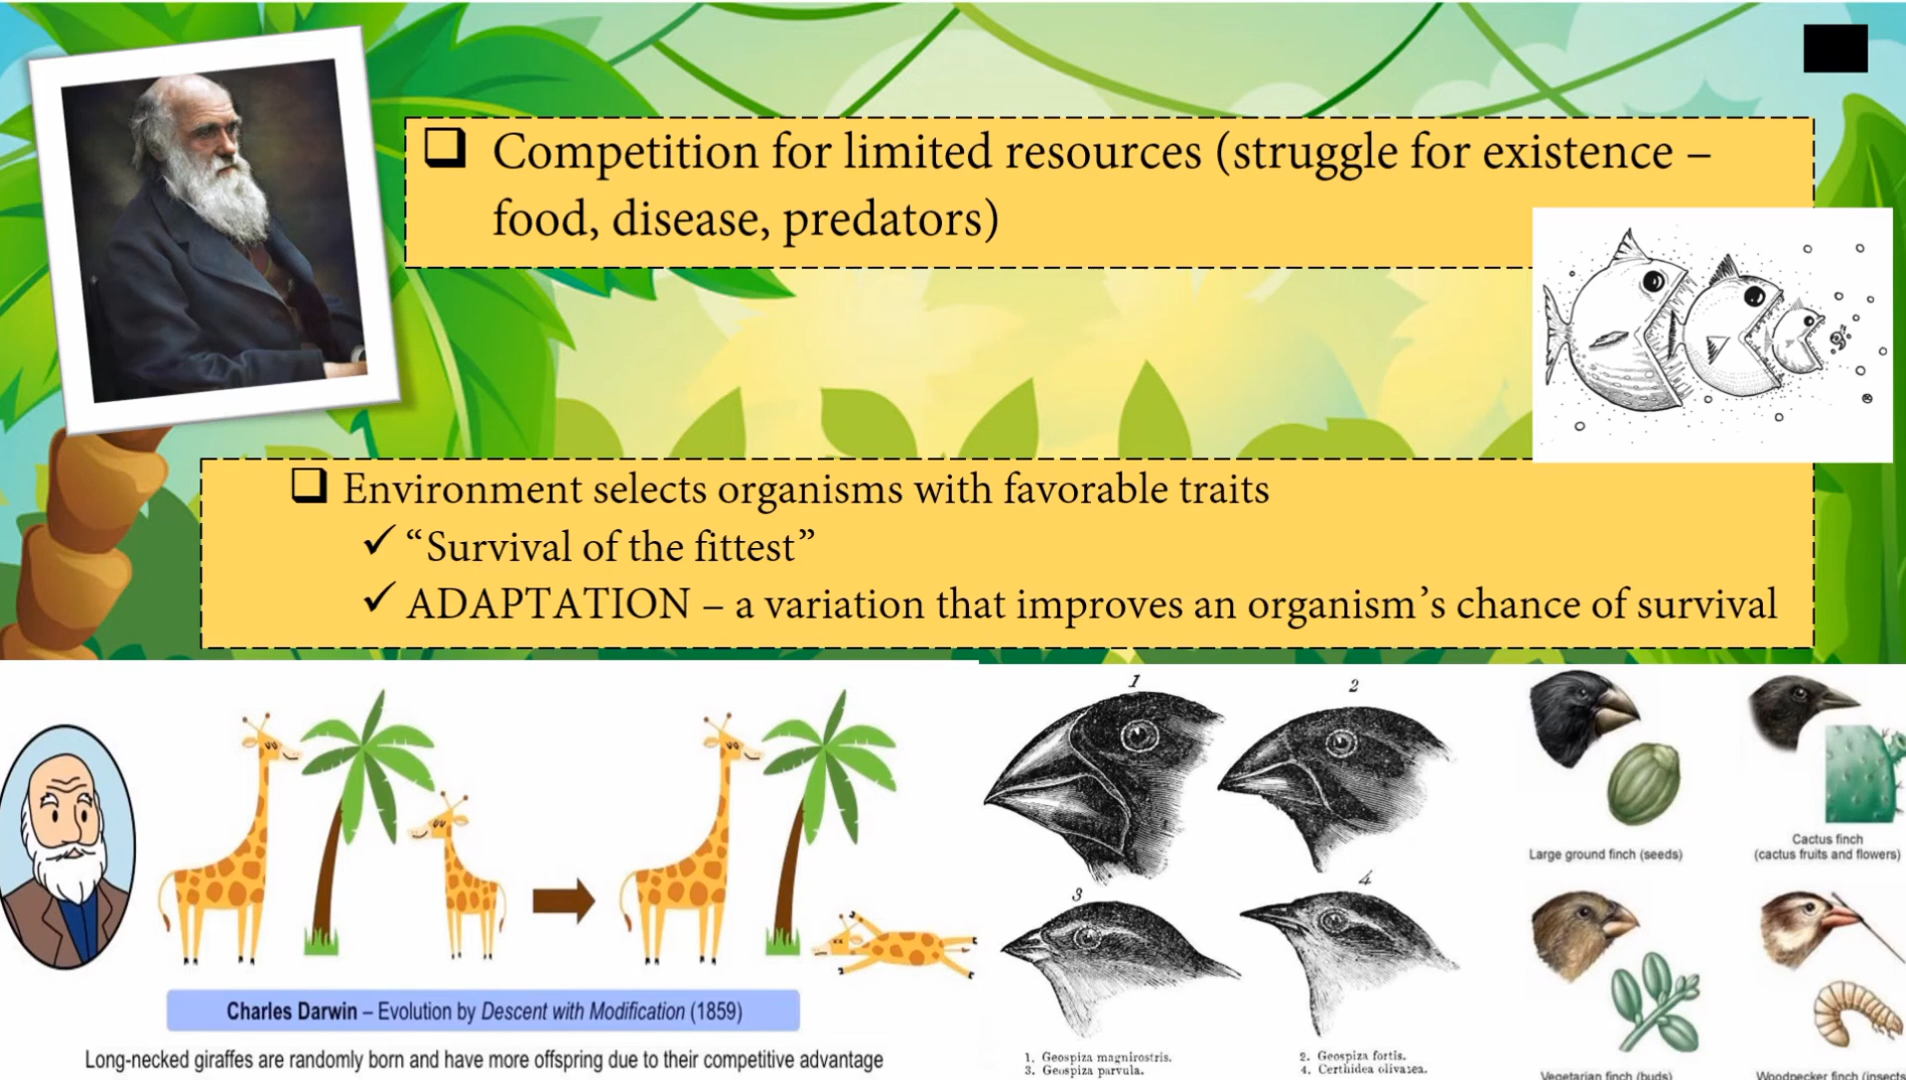 ❑ Competition for limited resources (struggle for existence –
food, disease, predators)
❑ Environment selects organisms with favorable traits
✓ “Survival of the fittest”
✓ ADAPTATION – a variation that improves an organism’s chance of survival
Charles Darwin – Evolution by Descent with Modification (1859)
Long-necked giraffes are randomly born and have more offspring due to their competitive advantage
1
2
3
4
1. Geospiza magnirostris.
2. Geospiza fortis.
3. Geospiza parvula.
4. Certhidea olivasea.
Large ground finch (seeds)
Cactus finch
(cactus fruits and flowers)
Vegetarian finch (buds)
Woodpecker finch (insects